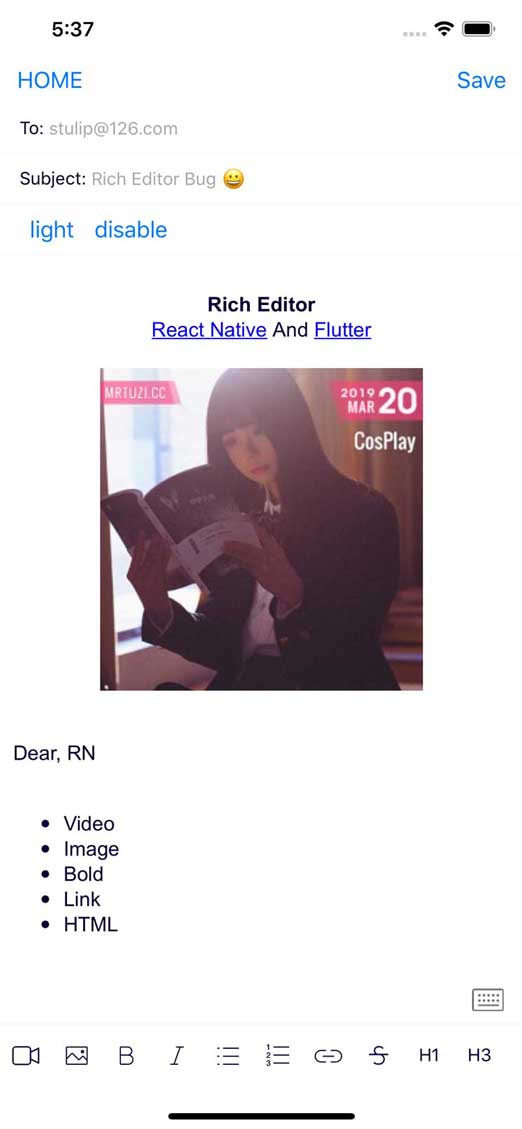 5:37
HOME Save
To: stulip@126.com
Subject: Rich Editor Bug 😀
light disable
Rich Editor
React Native And Flutter
MRTUZI.CC
2019
MAR 20
CosPlay
Dear, RN
• Video
• Image
• Bold
• Link
• HTML
B I S H1 H3